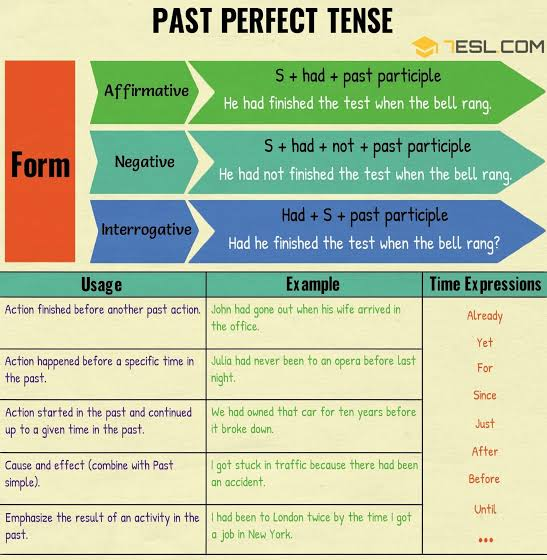 PAST PERFECT TENSE
7ESL.COM
Form
Affirmative
S + had + past participle
He had finished the test when the bell rang.
Negative
S + had + not + past participle
He had not finished the test when the bell rang.
Interrogative
Had + S + past participle
Had he finished the test when the bell rang?
Usage
Example
Time Expressions
Action finished before another past action.
John had gone out when his wife arrived in
the office.
Action happened before a specific time in
the past.
Julia had never been to an opera before last
night.
Action started in the past and continued
up to a given time in the past.
We had owned that car for ten years before
it broke down.
Cause and effect (combine with Past
simple).
I got stuck in traffic because there had been
an accident.
Emphasize the result of an activity in the
past.
I had been to London twice by the time I got
a job in New York.
Already
Yet
For
Since
Just
After
Before
Until
•••